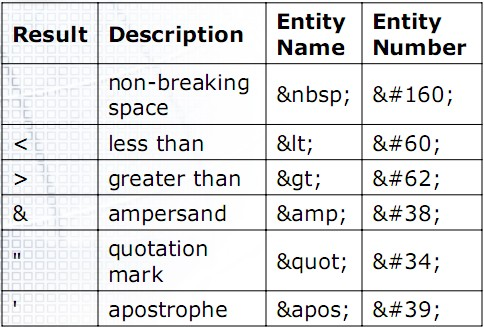 Result Description Entity Name Entity Number
non-breaking space &nbsp; &#160;
< less than &lt; &#60;
> greater than &gt; &#62;
& ampersand &amp; &#38;
" quotation mark &quot; &#34;
' apostrophe &apos; &#39;